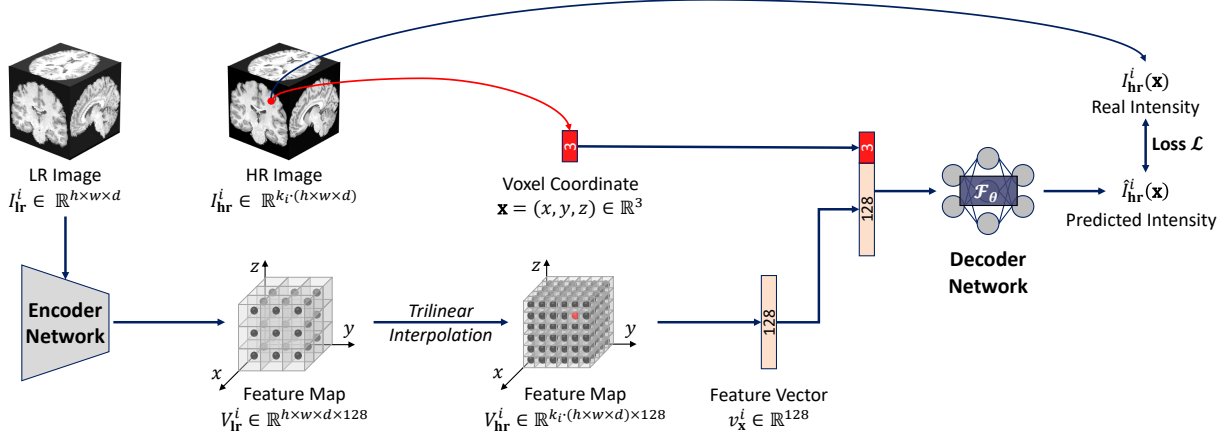 LR Image
$I^i_{\mathbf{lr}} \in \mathbb{R}^{h \times w \times d}$
HR Image
$I^i_{\mathbf{hr}} \in \mathbb{R}^{k_i \cdot (h \times w \times d)}$
3
Voxel Coordinate
$\mathbf{x} = (x, y, z) \in \mathbb{R}^3$
3
128
$\mathcal{F}_\theta$
Decoder
Network
$I^i_{\mathbf{hr}}(\mathbf{x})$
Real Intensity
Loss $\mathcal{L}$
$\hat{I}^i_{\mathbf{hr}}(\mathbf{x})$
Predicted Intensity
Encoder
Network
z
y
x
Feature Map
$V^i_{\mathbf{lr}} \in \mathbb{R}^{h \times w \times d \times 128}$
Trilinear
Interpolation
z
y
x
Feature Map
$V^i_{\mathbf{hr}} \in \mathbb{R}^{k_i \cdot (h \times w \times d) \times 128}$
128
Feature Vector
$v^i_{\mathbf{x}} \in \mathbb{R}^{128}$